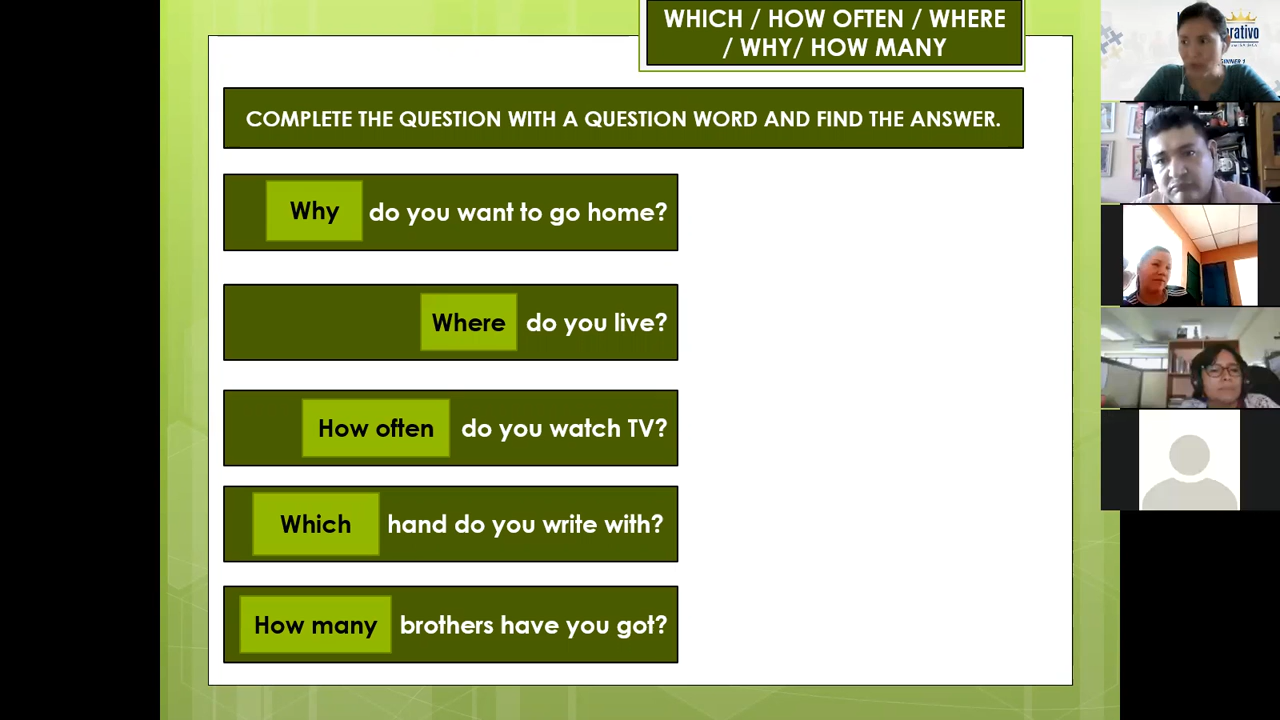 WHICH / HOW OFTEN / WHERE
/ WHY/ HOW MANY
COMPLETE THE QUESTION WITH A QUESTION WORD AND FIND THE ANSWER.
Why do you want to go home?
Where do you live?
How often do you watch TV?
Which hand do you write with?
How many brothers have you got?